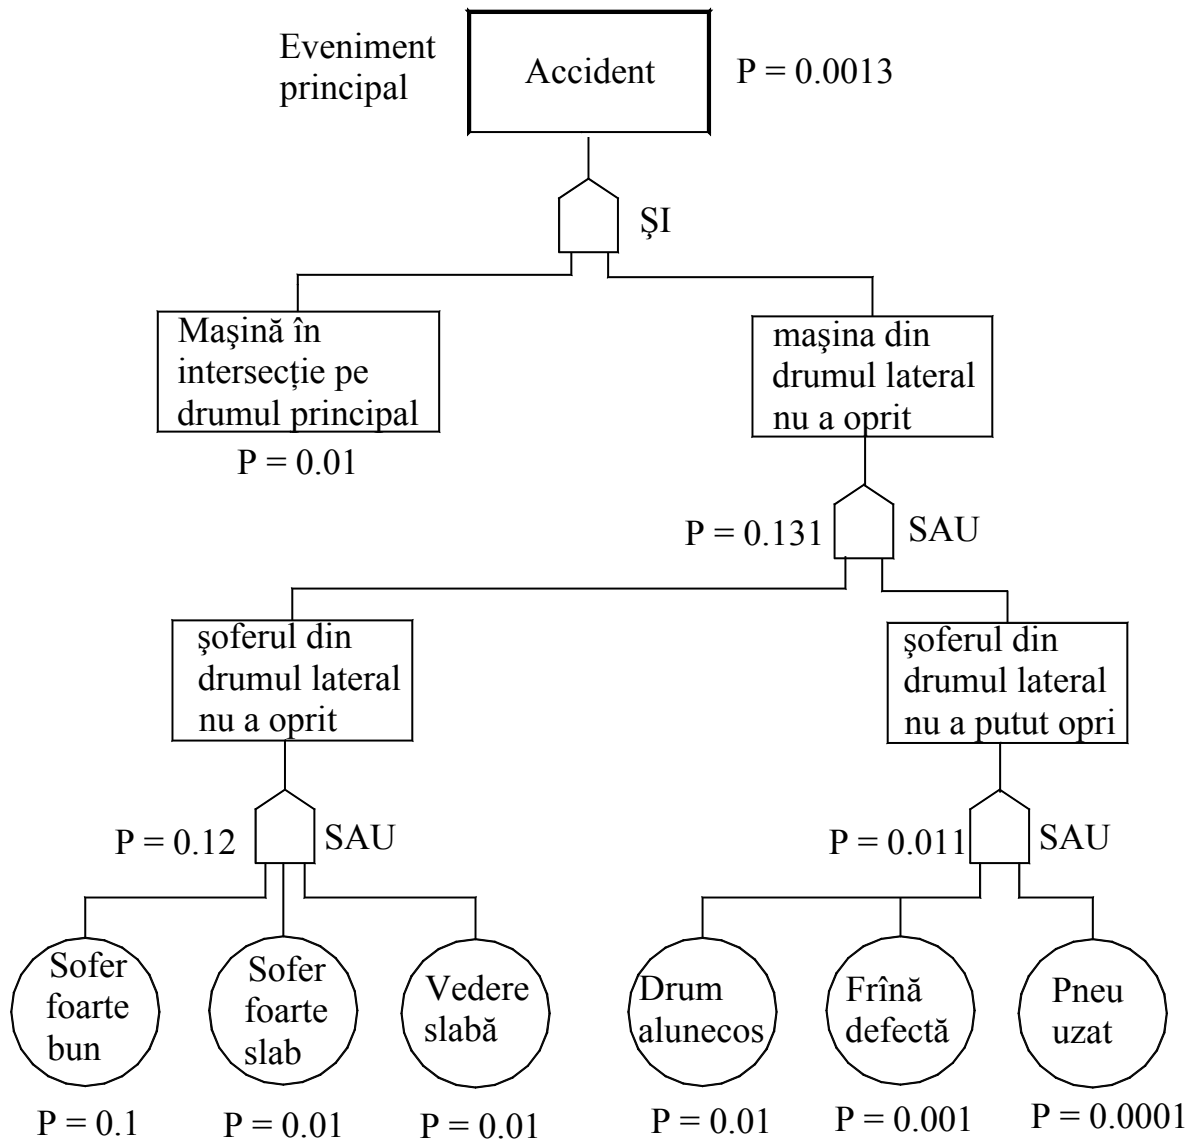 Eveniment
principal
Accident
P = 0.0013
ŞI
Maşină în
intersecție pe
drumul principal
P = 0.01
maşina din
drumul lateral
nu a oprit
P = 0.131
SAU
şoferul din
drumul lateral
nu a oprit
şoferul din
drumul lateral
nu a putut opri
P = 0.12
SAU
P = 0.011
SAU
Sofer
foarte
bun
Sofer
foarte
slab
Vedere
slabă
Drum
alunecos
Frînă
defectă
Pneu
uzat
P = 0.1
P = 0.01
P = 0.01
P = 0.01
P = 0.001
P = 0.0001